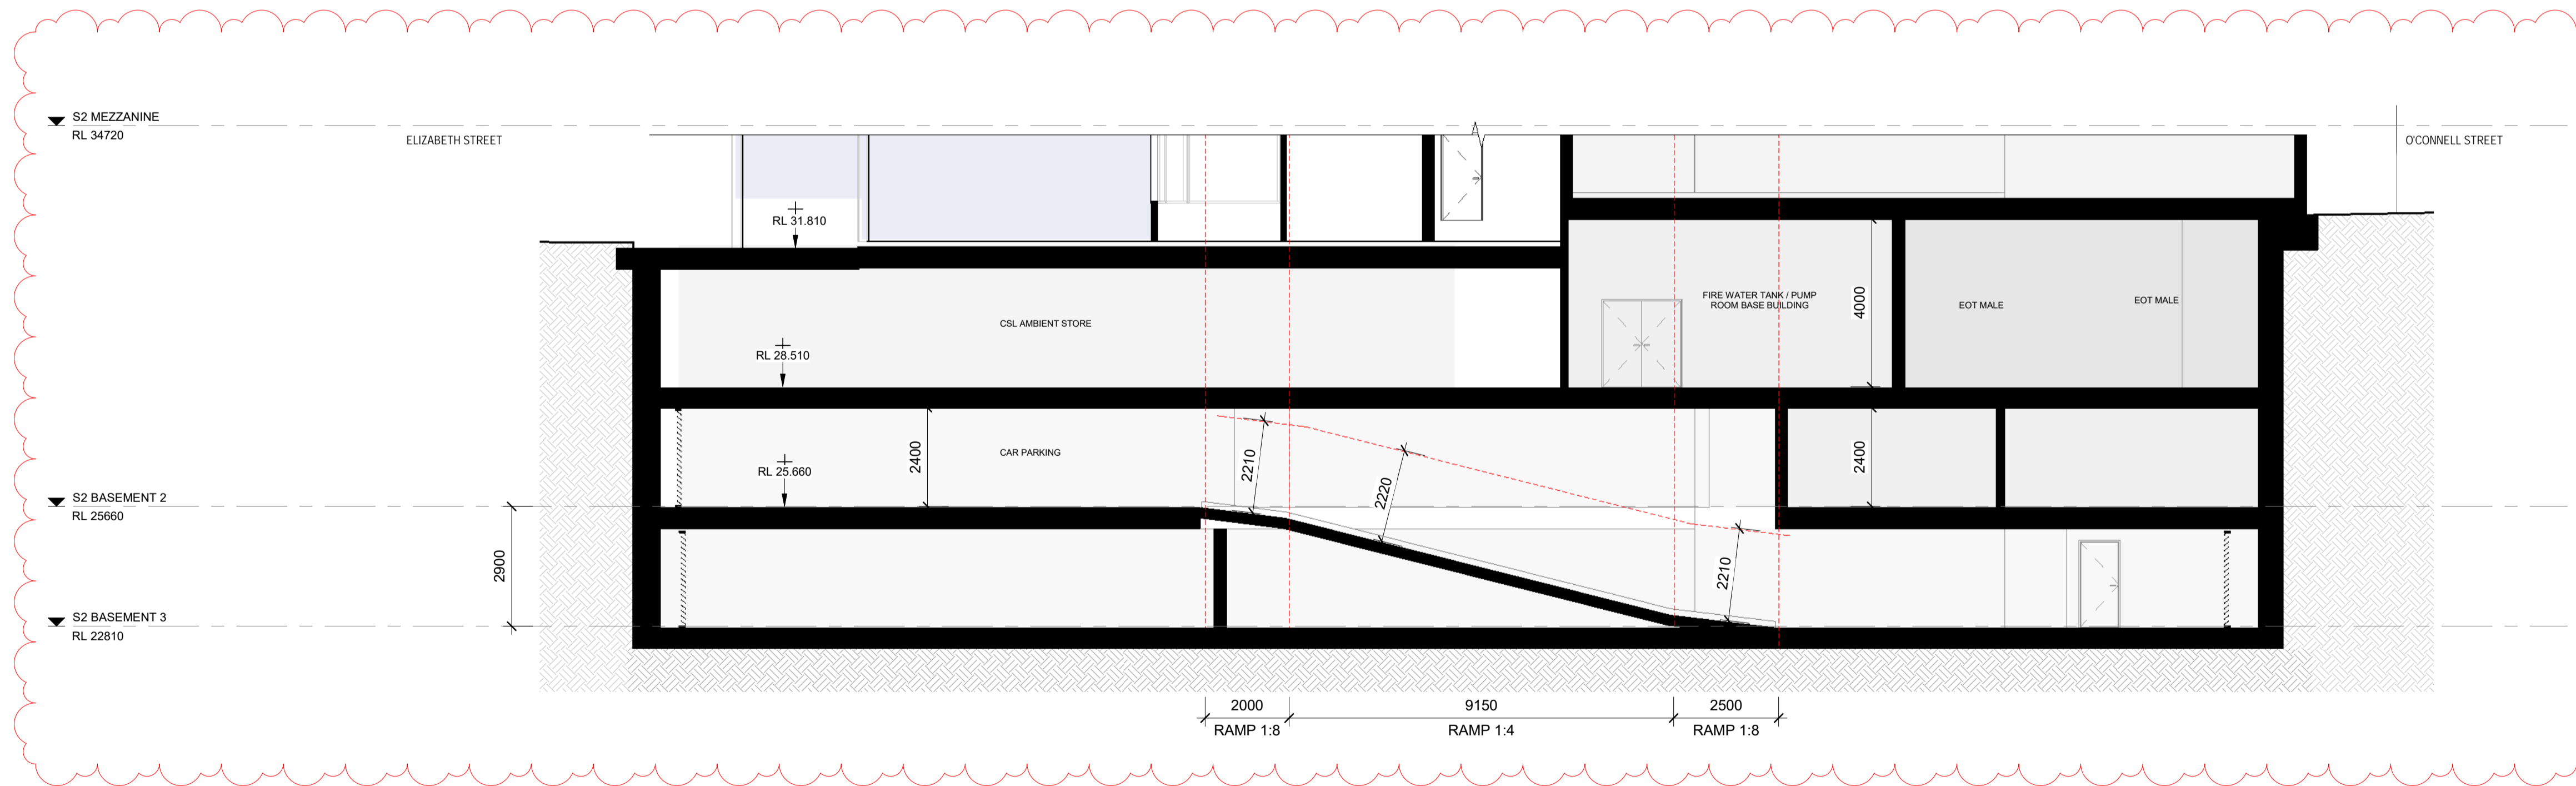 S2 MEZZANINE
RL 34720
ELIZABETH STREET
O'CONNELL STREET
RL 31.810
FIRE WATER TANK / PUMP
ROOM BASE BUILDING
4000
EOT MALE
EOT MALE
CSL AMBIENT STORE
RL 28.510
2400
CAR PARKING
2210
2220
2400
RL 25.660
S2 BASEMENT 2
RL 25660
2900
2210
S2 BASEMENT 3
RL 22810
2000
9150
2500
RAMP 1:8
RAMP 1:4
RAMP 1:8